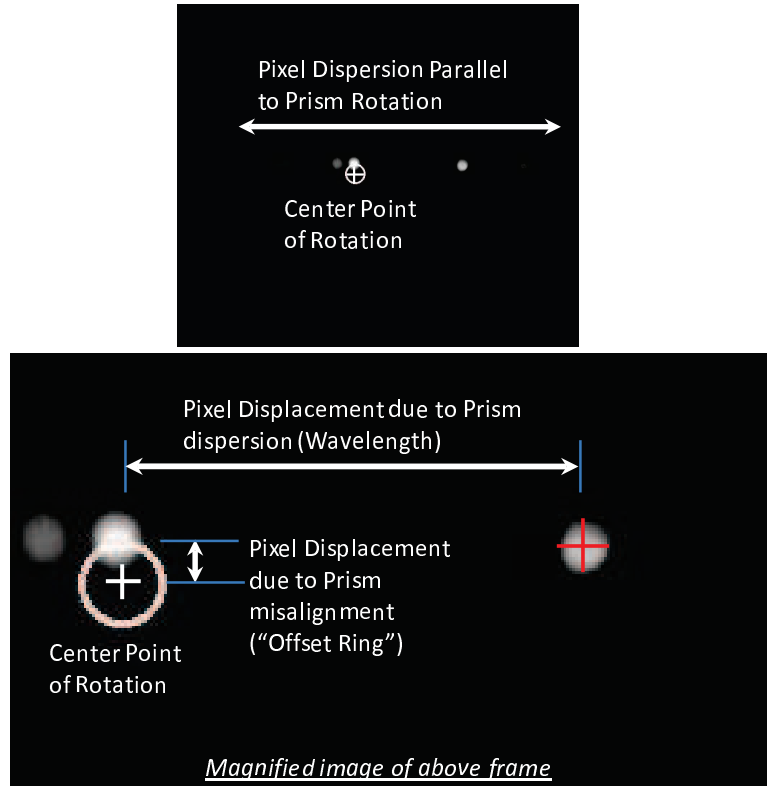 Pixel Dispersion Parallel
to Prism Rotation
Center Point
of Rotation
Pixel Displacement due to Prism
dispersion (Wavelength)
Pixel Displacement
due to Prism
misalignment
(“Offset Ring”)
Center Point
of Rotation
Magnified image of above frame